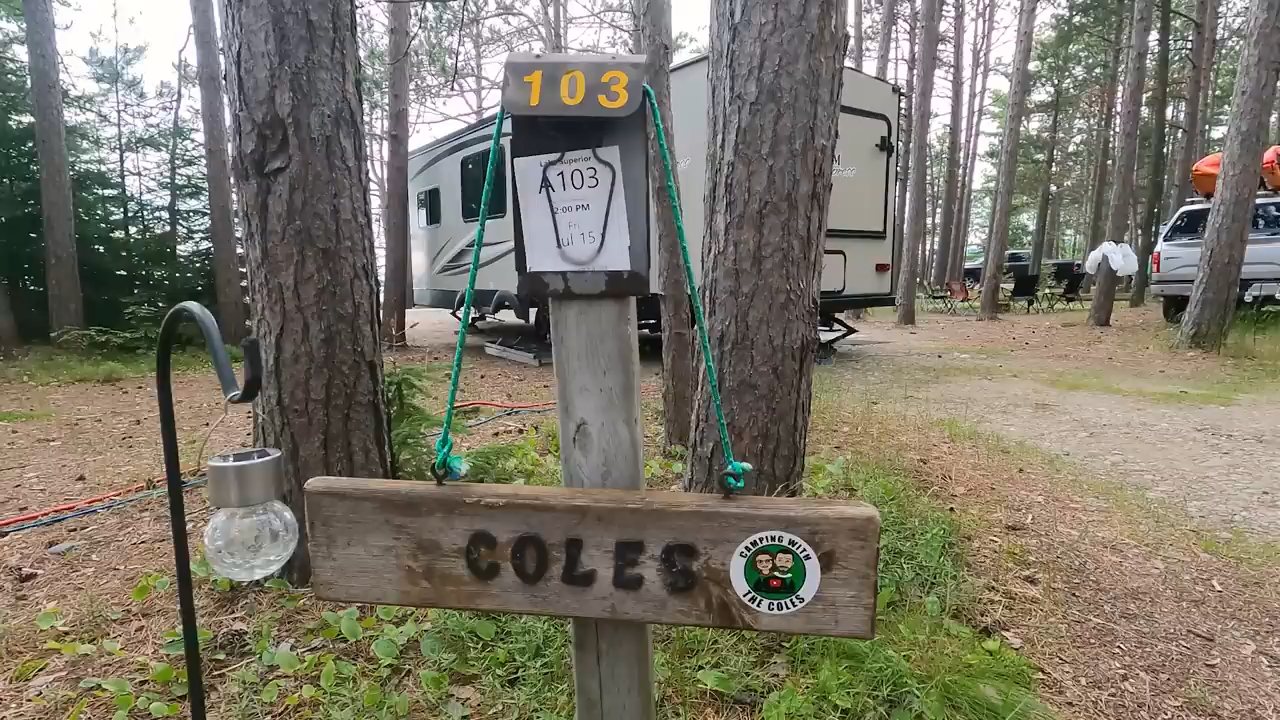 103
Lake Superior
A103
2:00 PM
Fri
Jul 15
COLES
CAMPING WITH
THE COLES